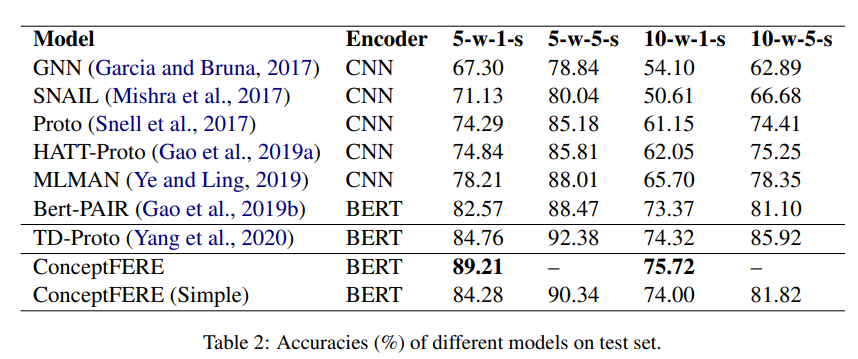 Model Encoder 5-w-1-s 5-w-5-s 10-w-1-s 10-w-5-s
GNN (Garcia and Bruna, 2017) CNN 67.30 78.84 54.10 62.89
SNAIL (Mishra et al., 2017) CNN 71.13 80.04 50.61 66.68
Proto (Snell et al., 2017) CNN 74.29 85.18 61.15 74.41
HATT-Proto (Gao et al., 2019a) CNN 74.84 85.81 62.05 75.25
MLMAN (Ye and Ling, 2019) CNN 78.21 88.01 65.70 78.35
Bert-PAIR (Gao et al., 2019b) BERT 82.57 88.47 73.37 81.10
TD-Proto (Yang et al., 2020) BERT 84.76 92.38 74.32 85.92
ConceptFERE BERT 89.21 – 75.72 –
ConceptFERE (Simple) BERT 84.28 90.34 74.00 81.82
Table 2: Accuracies (%) of different models on test set.